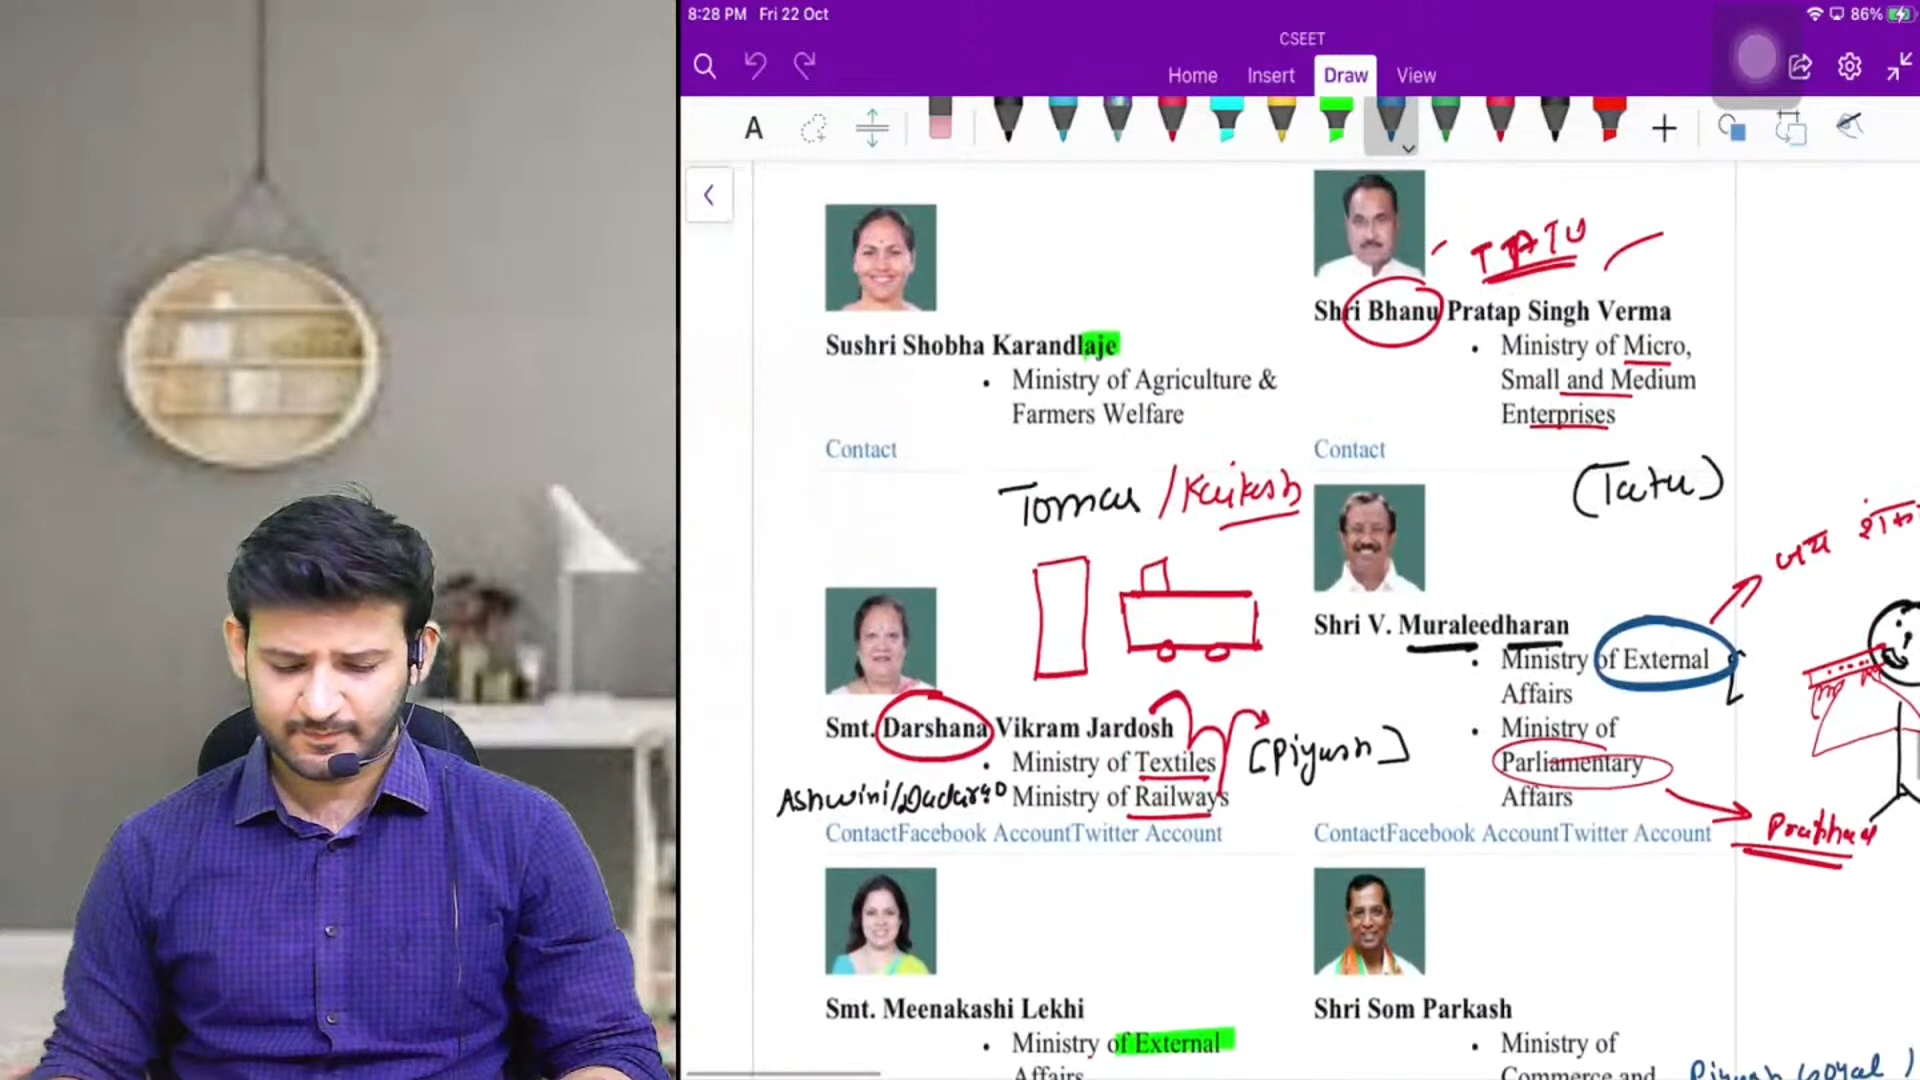 8:28 PM Fri 22 Oct
86%
CSEET
Home Insert Draw View
A
TATU
Shri Bhanu Pratap Singh Verma
Sushri Shobha Karandlaje
Ministry of Micro,
Small and Medium
Enterprises
Ministry of Agriculture &
Farmers Welfare
Contact
Contact
Tomar /Kailash
(Tatu)
जय
Shri V. Muraleedharan
Ministry of External
Affairs
Ministry of
Parliamentary
Affairs
Smt. Darshana Vikram Jardosh
Ministry of Textiles
[Piyush]
Ashwini/Dadarao
Ministry of Railways
ContactFacebook AccountTwitter Account
ContactFacebook AccountTwitter Account
Smt. Meenakashi Lekhi
Ministry of External
Affairs
Shri Som Parkash
Ministry of
Commerce and
Piyush Goyal )